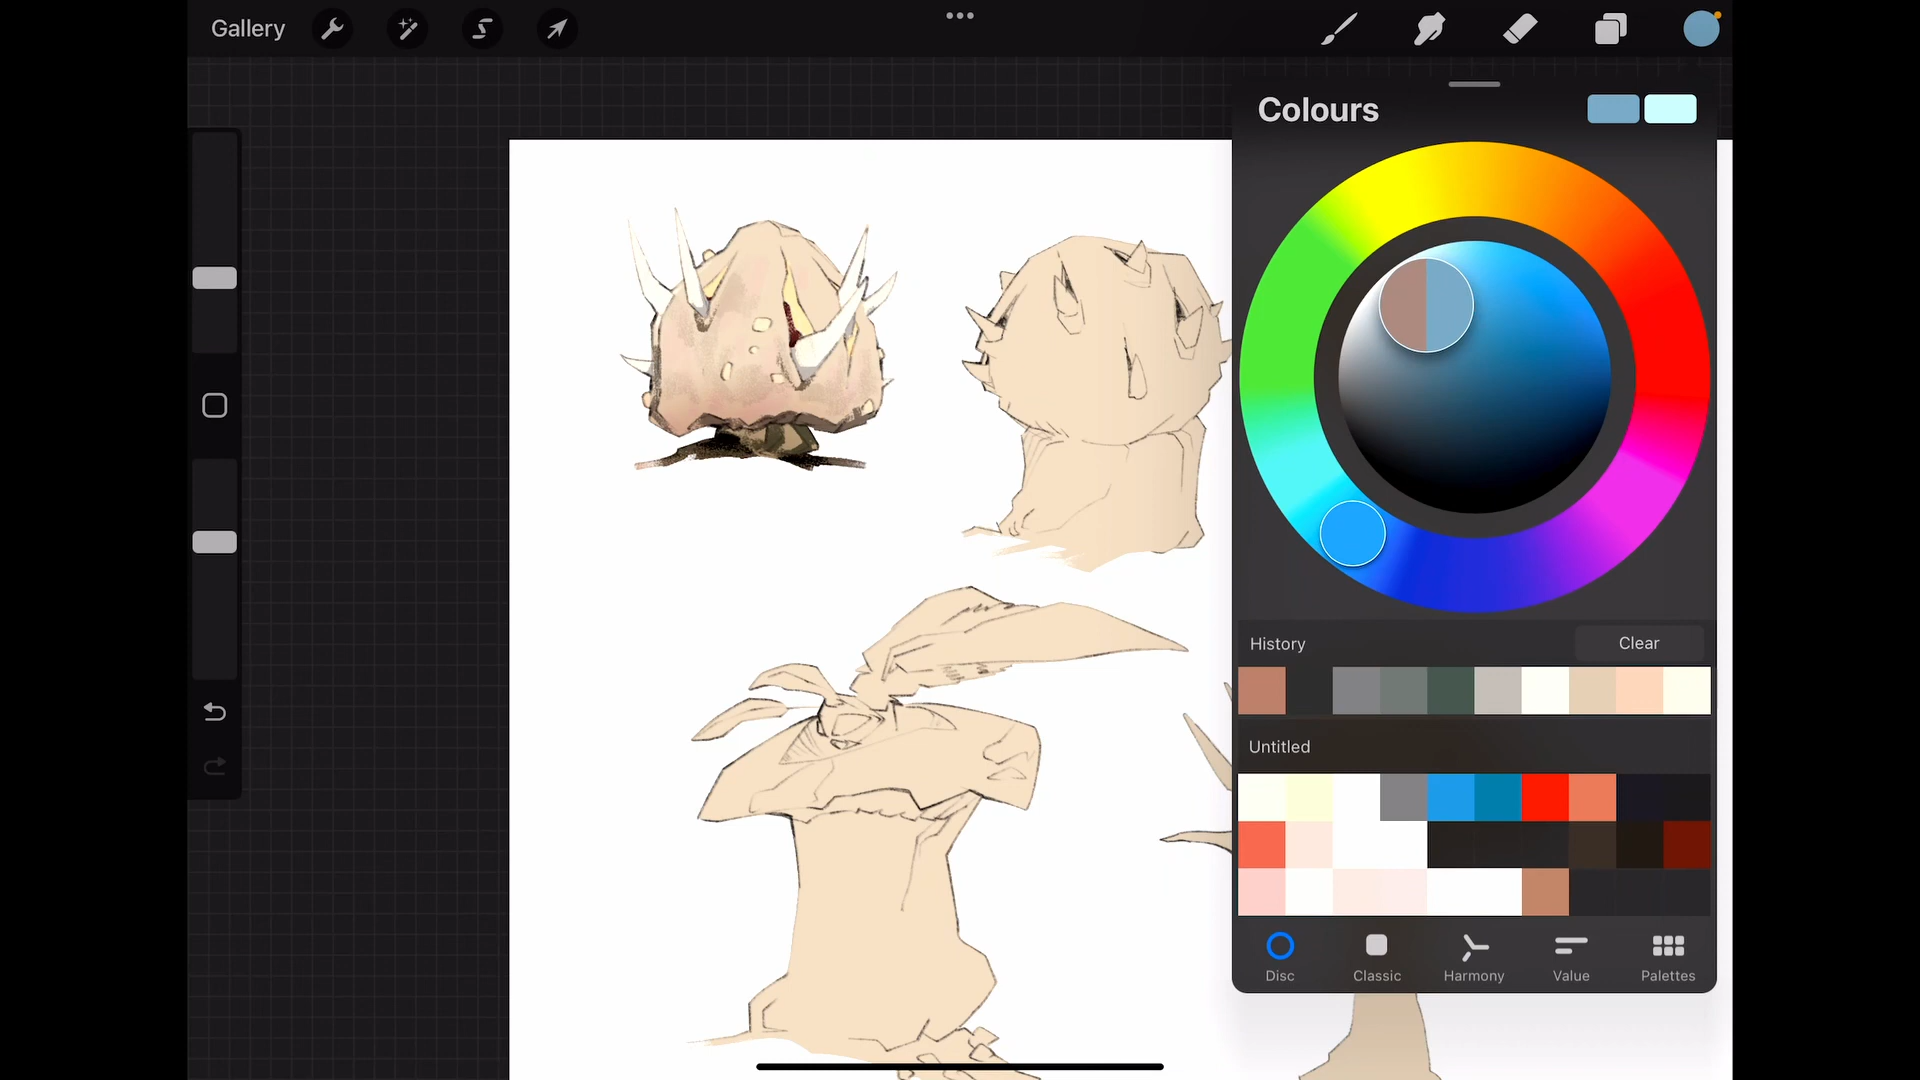 Gallery
Colours
History
Clear
Untitled
Disc
Classic
Harmony
Value
Palettes